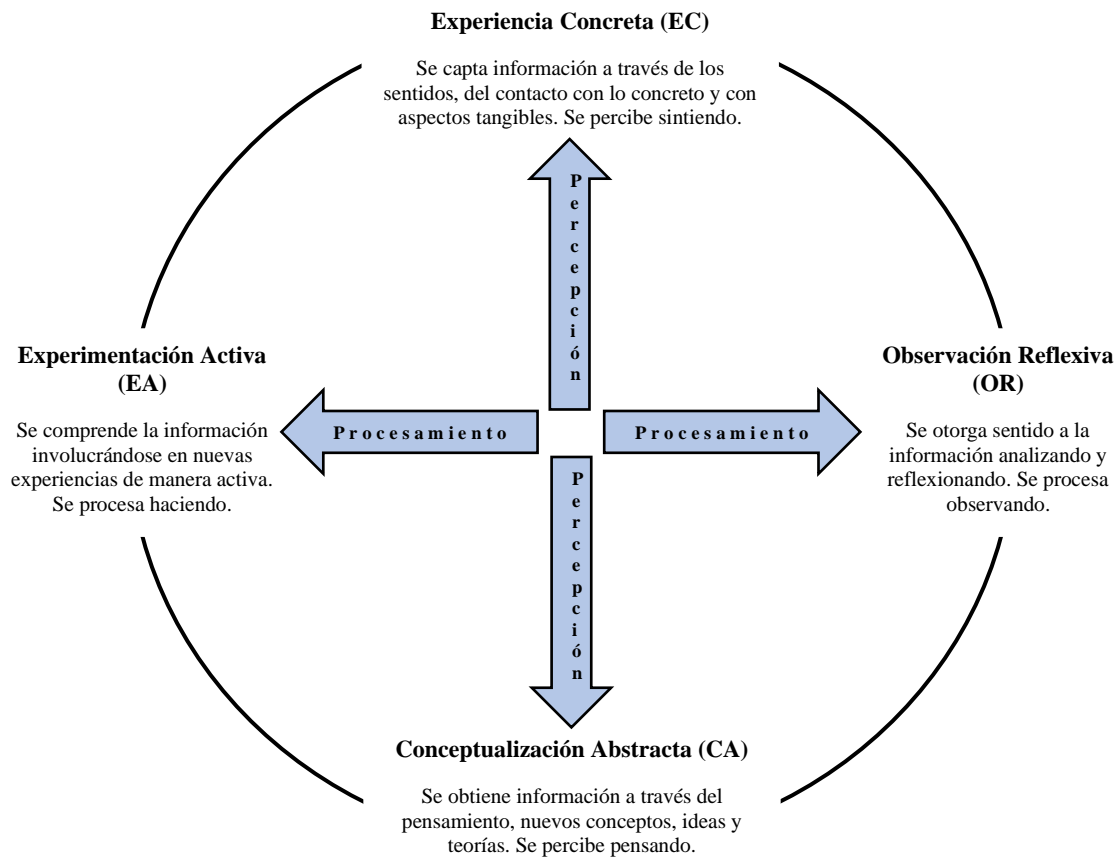 Experiencia Concreta (EC)
Se capta información a través de los
sentidos, del contacto con lo concreto y con
aspectos tangibles. Se percibe sintiendo.
Percepción
Experimentación Activa
(EA)
Se comprende la información
involucrándose en nuevas
experiencias de manera activa.
Se procesa haciendo.
Procesamiento
Procesamiento
Observación Reflexiva
(OR)
Se otorga sentido a la
información analizando y
reflexionando. Se procesa
observando.
Percepción
Conceptualización Abstracta (CA)
Se obtiene información a través del
pensamiento, nuevos conceptos, ideas y
teorías. Se percibe pensando.